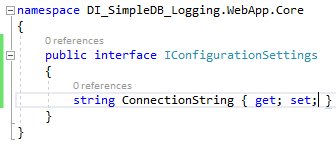 namespace DI_SimpleDB_Logging.WebApp.Core
{
0 references
public interface IConfigurationSettings
{
0 references
string ConnectionString { get; set; }
}
}